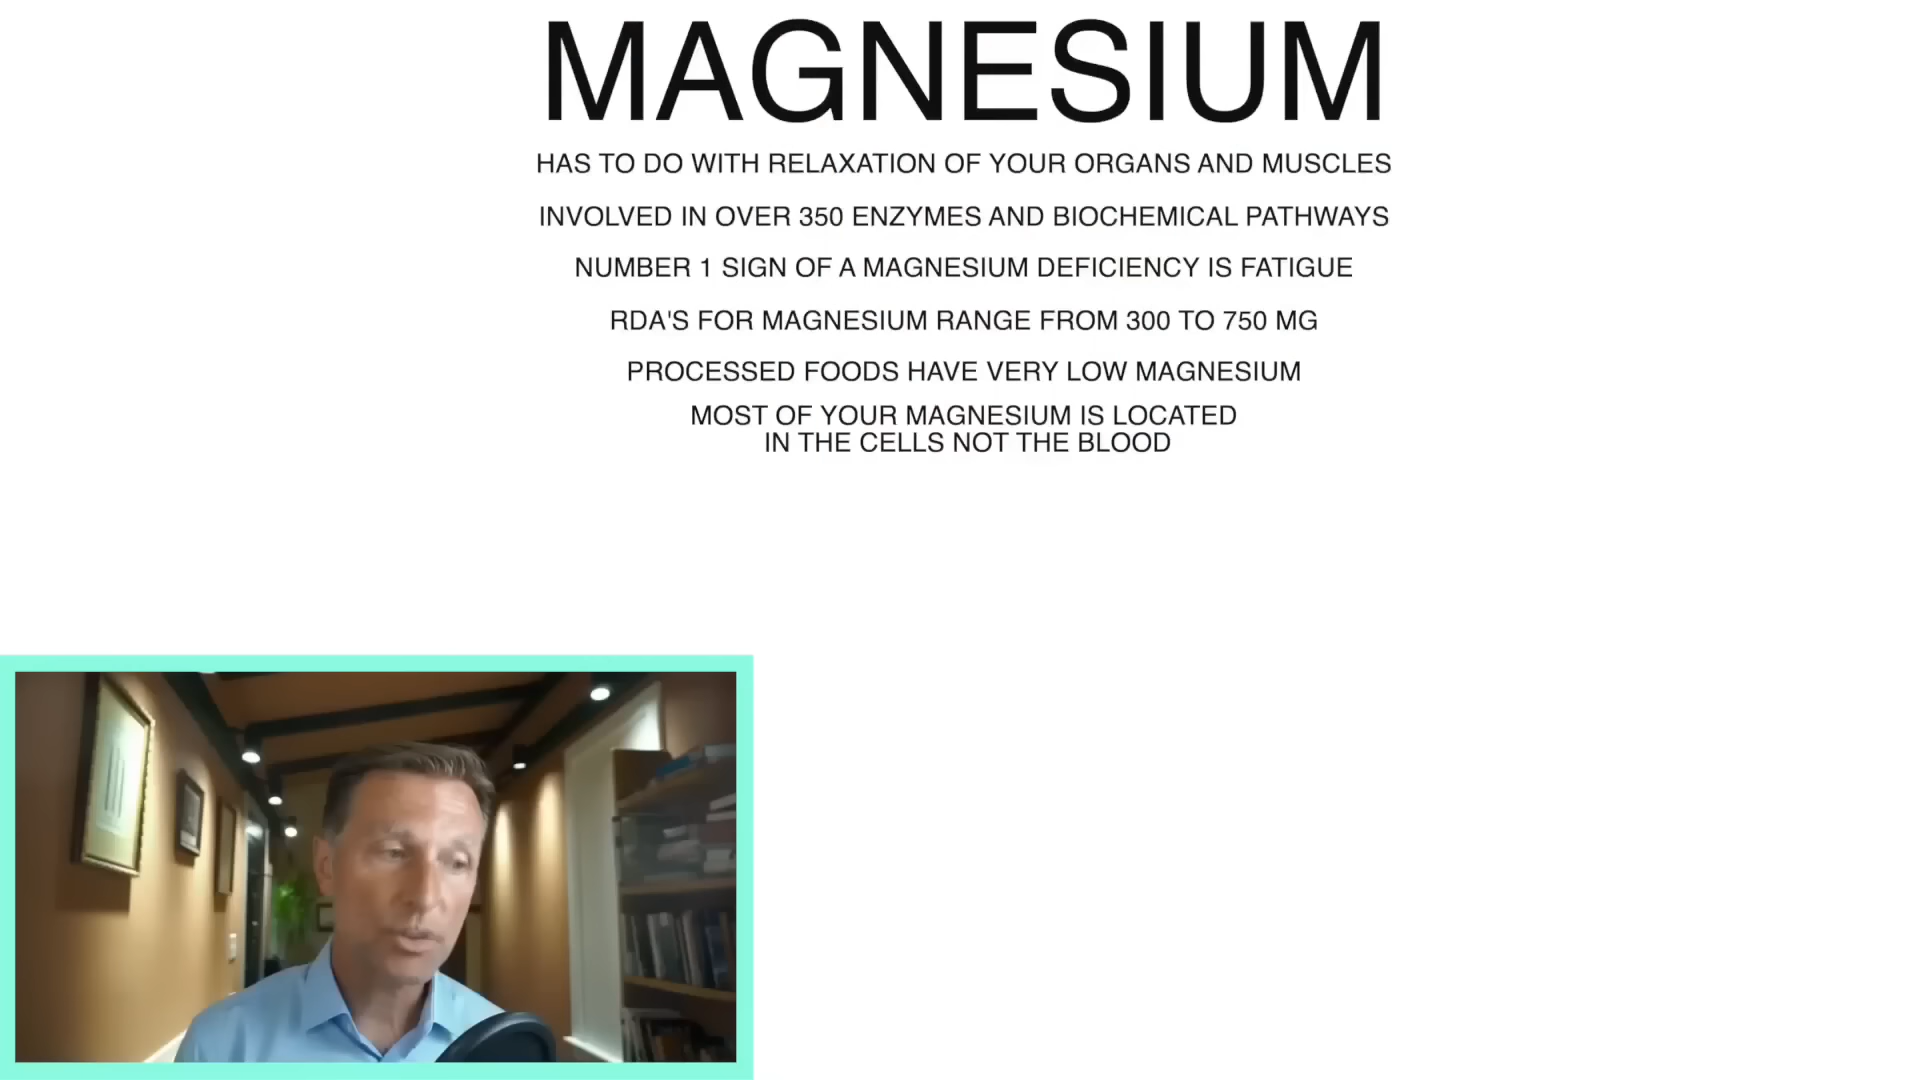 MAGNESIUM
HAS TO DO WITH RELAXATION OF YOUR ORGANS AND MUSCLES
INVOLVED IN OVER 350 ENZYMES AND BIOCHEMICAL PATHWAYS
NUMBER 1 SIGN OF A MAGNESIUM DEFICIENCY IS FATIGUE
RDA'S FOR MAGNESIUM RANGE FROM 300 TO 750 MG
PROCESSED FOODS HAVE VERY LOW MAGNESIUM
MOST OF YOUR MAGNESIUM IS LOCATED
IN THE CELLS NOT THE BLOOD